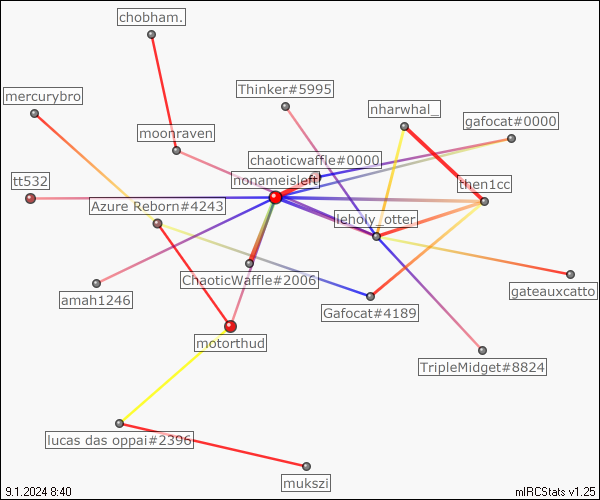 chobham.
Thinker#5995
mercurybro
nharwhal_
gafocat#0000
moonraven
chaoticwaffle#0000
tt532
nonameisleft
then1cc
Azure Reborn#4243
leholy_otter
ChaoticWaffle#2006
amah1246
gateauxcatto
Gafocat#4189
motorthud
TripleMidget#8824
lucas das oppai#2396
mukszi
9.1.2024 8:40
mIRCStats v1.25